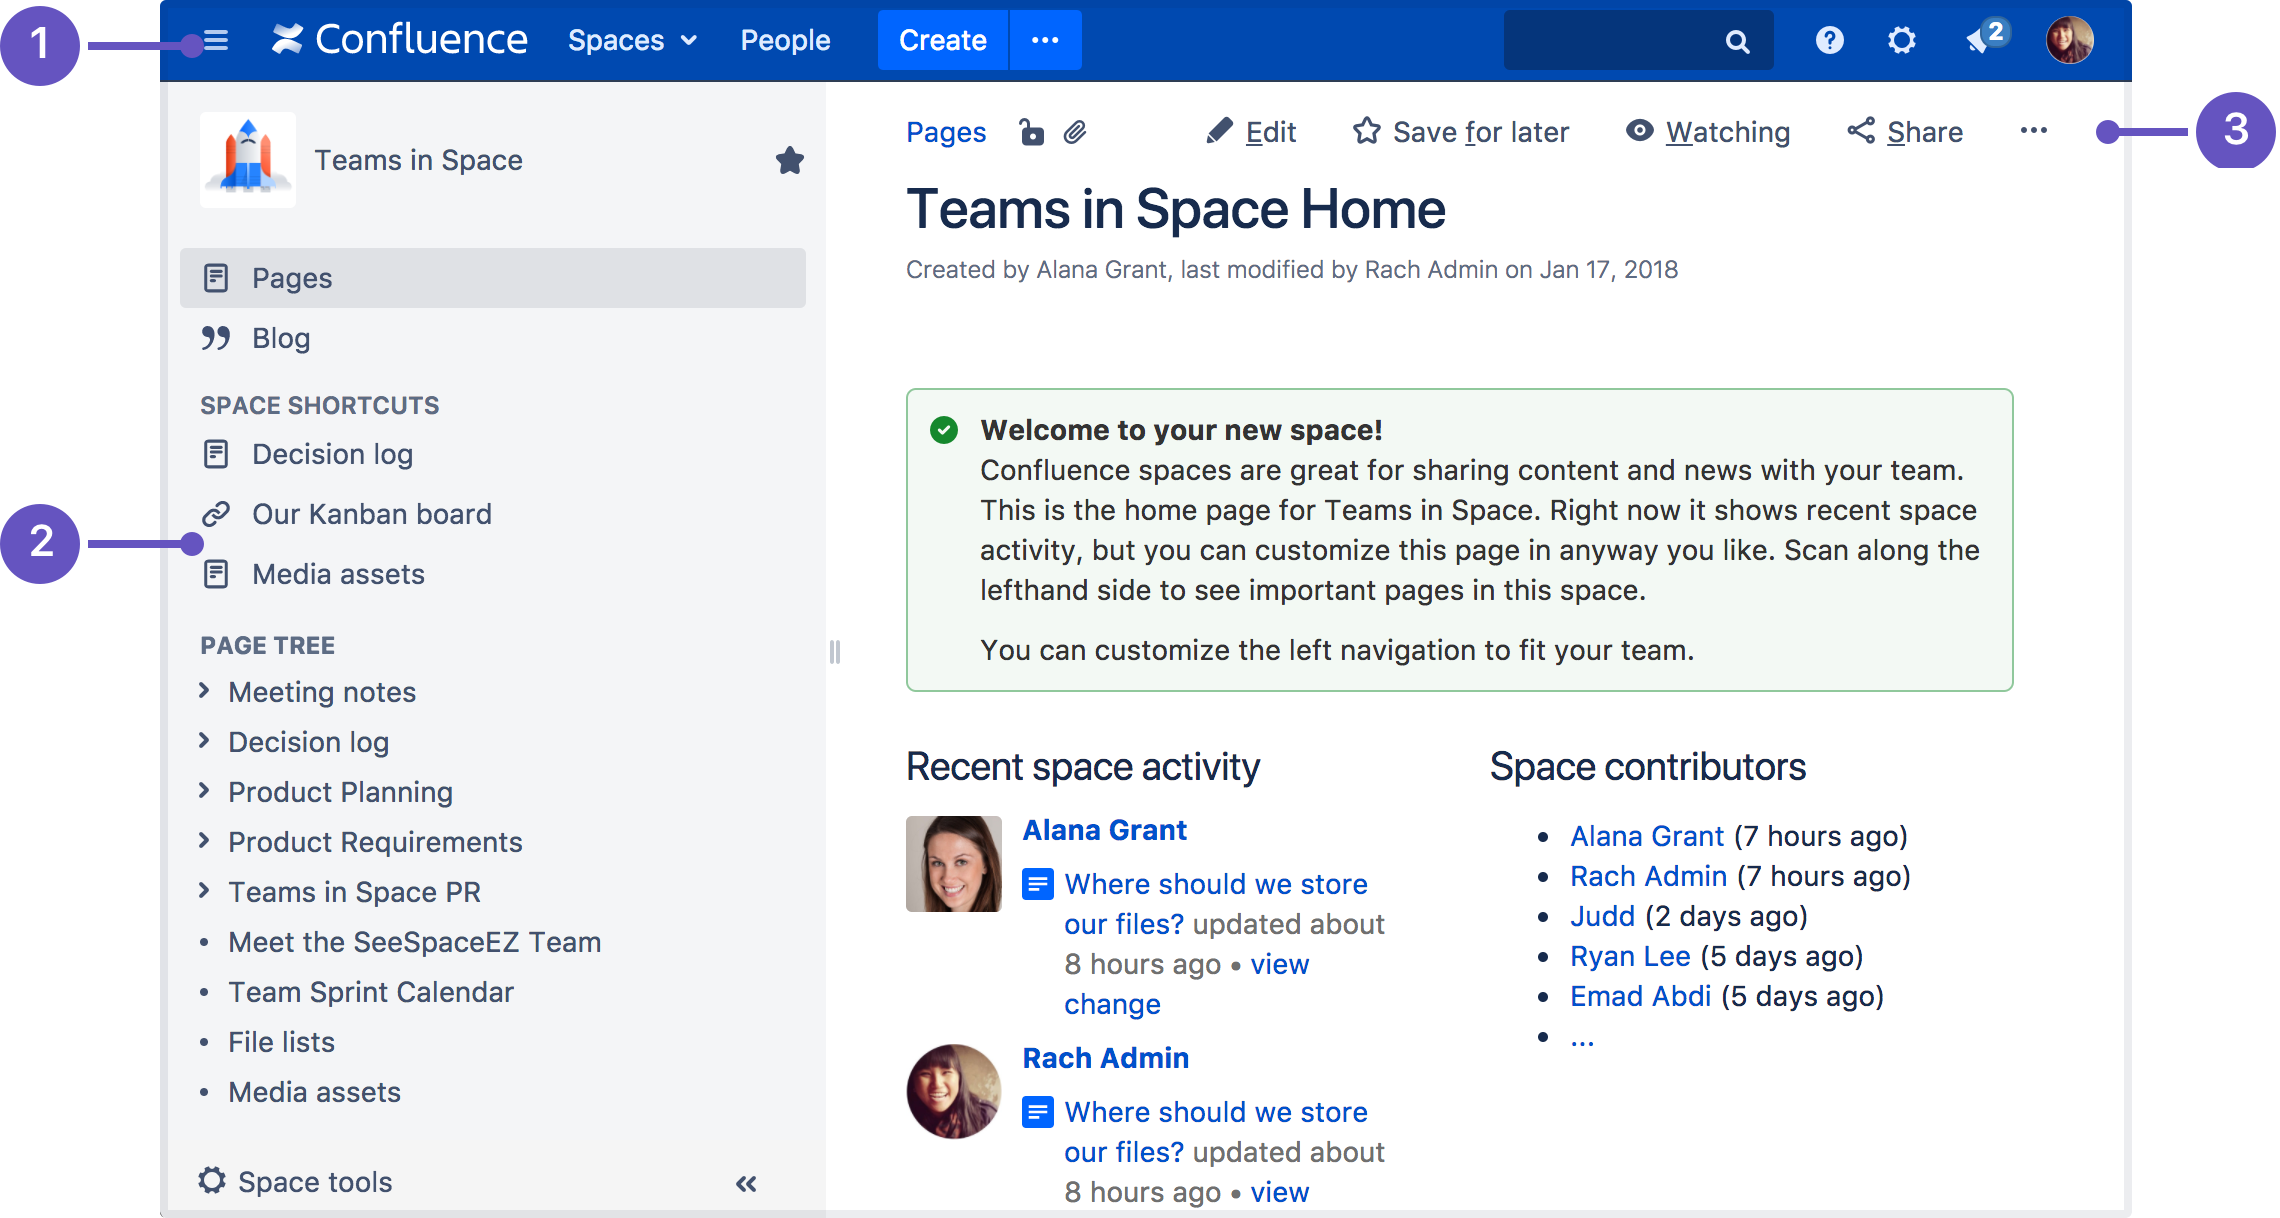 1
Confluence Spaces People Create ••• 2
3
Teams in Space
Pages
Blog
SPACE SHORTCUTS
Decision log
Our Kanban board
2
Media assets
PAGE TREE
Meeting notes
Decision log
Product Planning
Product Requirements
Teams in Space PR
• Meet the SeeSpaceEZ Team
• Team Sprint Calendar
• File lists
• Media assets
Space tools «
Pages Edit Save for later Watching Share •••
Teams in Space Home
Created by Alana Grant, last modified by Rach Admin on Jan 17, 2018
Welcome to your new space!
Confluence spaces are great for sharing content and news with your team.
This is the home page for Teams in Space. Right now it shows recent space
activity, but you can customize this page in anyway you like. Scan along the
lefthand side to see important pages in this space.
You can customize the left navigation to fit your team.
Recent space activity
Alana Grant
Where should we store
our files? updated about
8 hours ago • view
change
Rach Admin
Where should we store
our files? updated about
8 hours ago • view
Space contributors
• Alana Grant (7 hours ago)
• Rach Admin (7 hours ago)
• Judd (2 days ago)
• Ryan Lee (5 days ago)
• Emad Abdi (5 days ago)
• ...